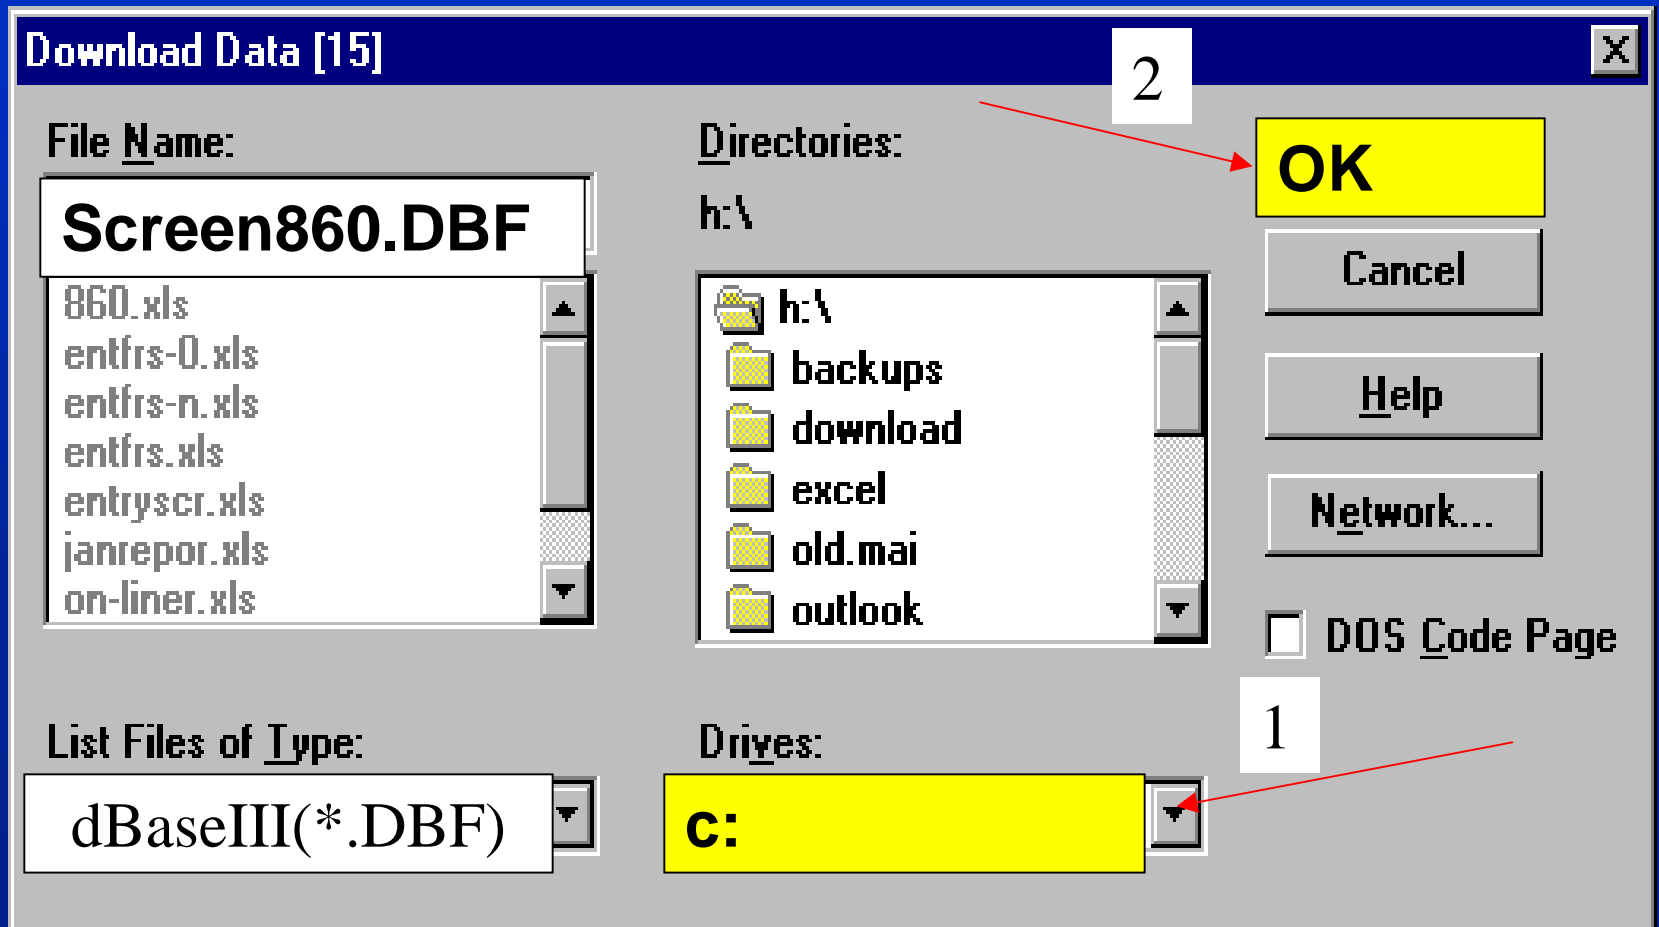 Download Data [15]
X
2
File Name:
Screen860.DBF
860.xls
entfrs-0.xls
entfrs-n.xls
entfrs.xls
entryscr.xls
janrepor.xls
on-liner.xls
List Files of Type:
dBaseIII(*.DBF)
Directories:
h:\
h:\
backups
download
excel
old.mai
outlook
Drives:
c:
OK
Cancel
Help
Network...
DOS Code Page
1